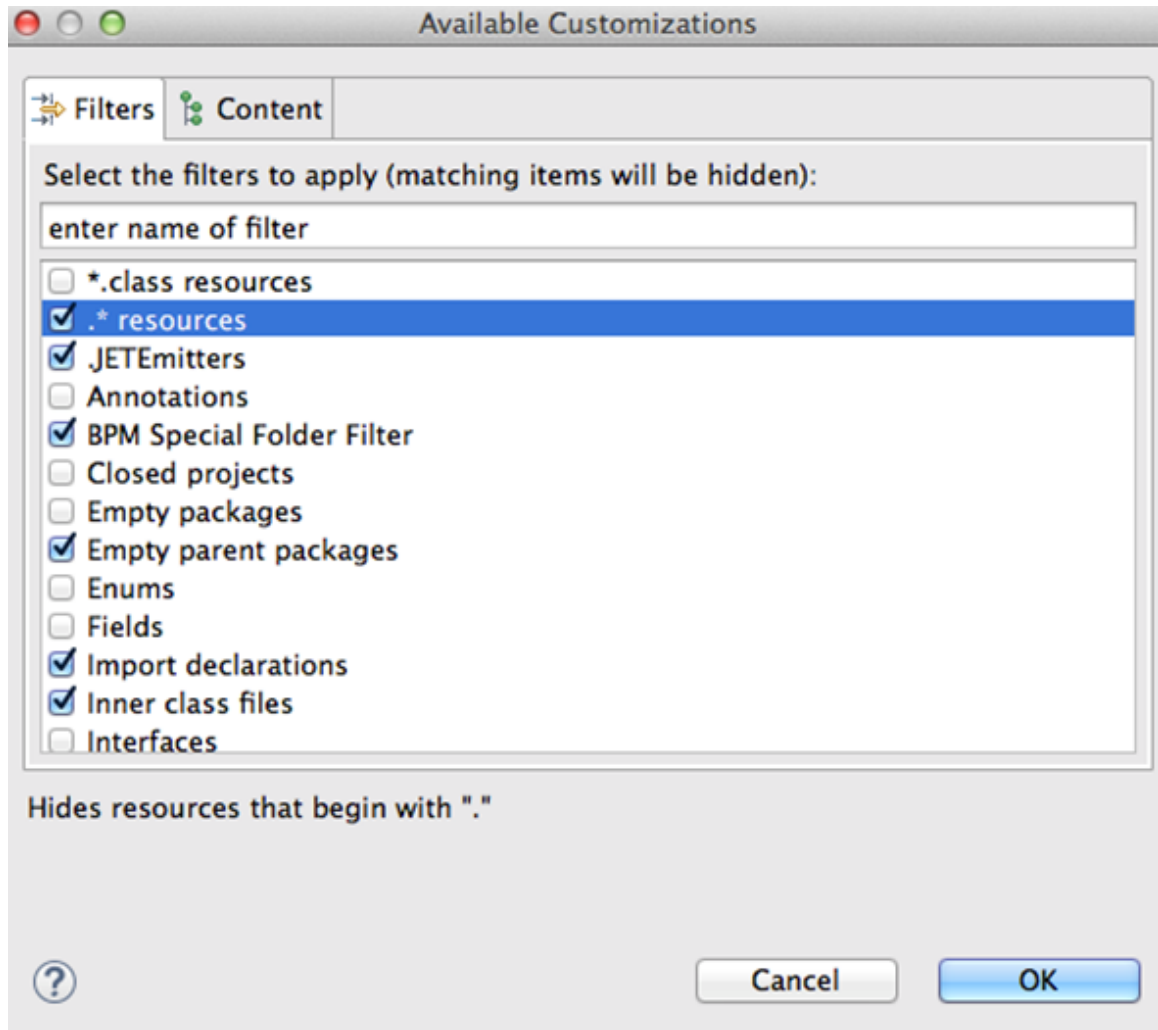 Available Customizations
Filters
Content
Select the filters to apply (matching items will be hidden):
enter name of filter
*.class resources
.* resources
.JETEmitters
Annotations
BPM Special Folder Filter
Closed projects
Empty packages
Empty parent packages
Enums
Fields
Import declarations
Inner class files
Interfaces
Hides resources that begin with "."
?
Cancel
OK